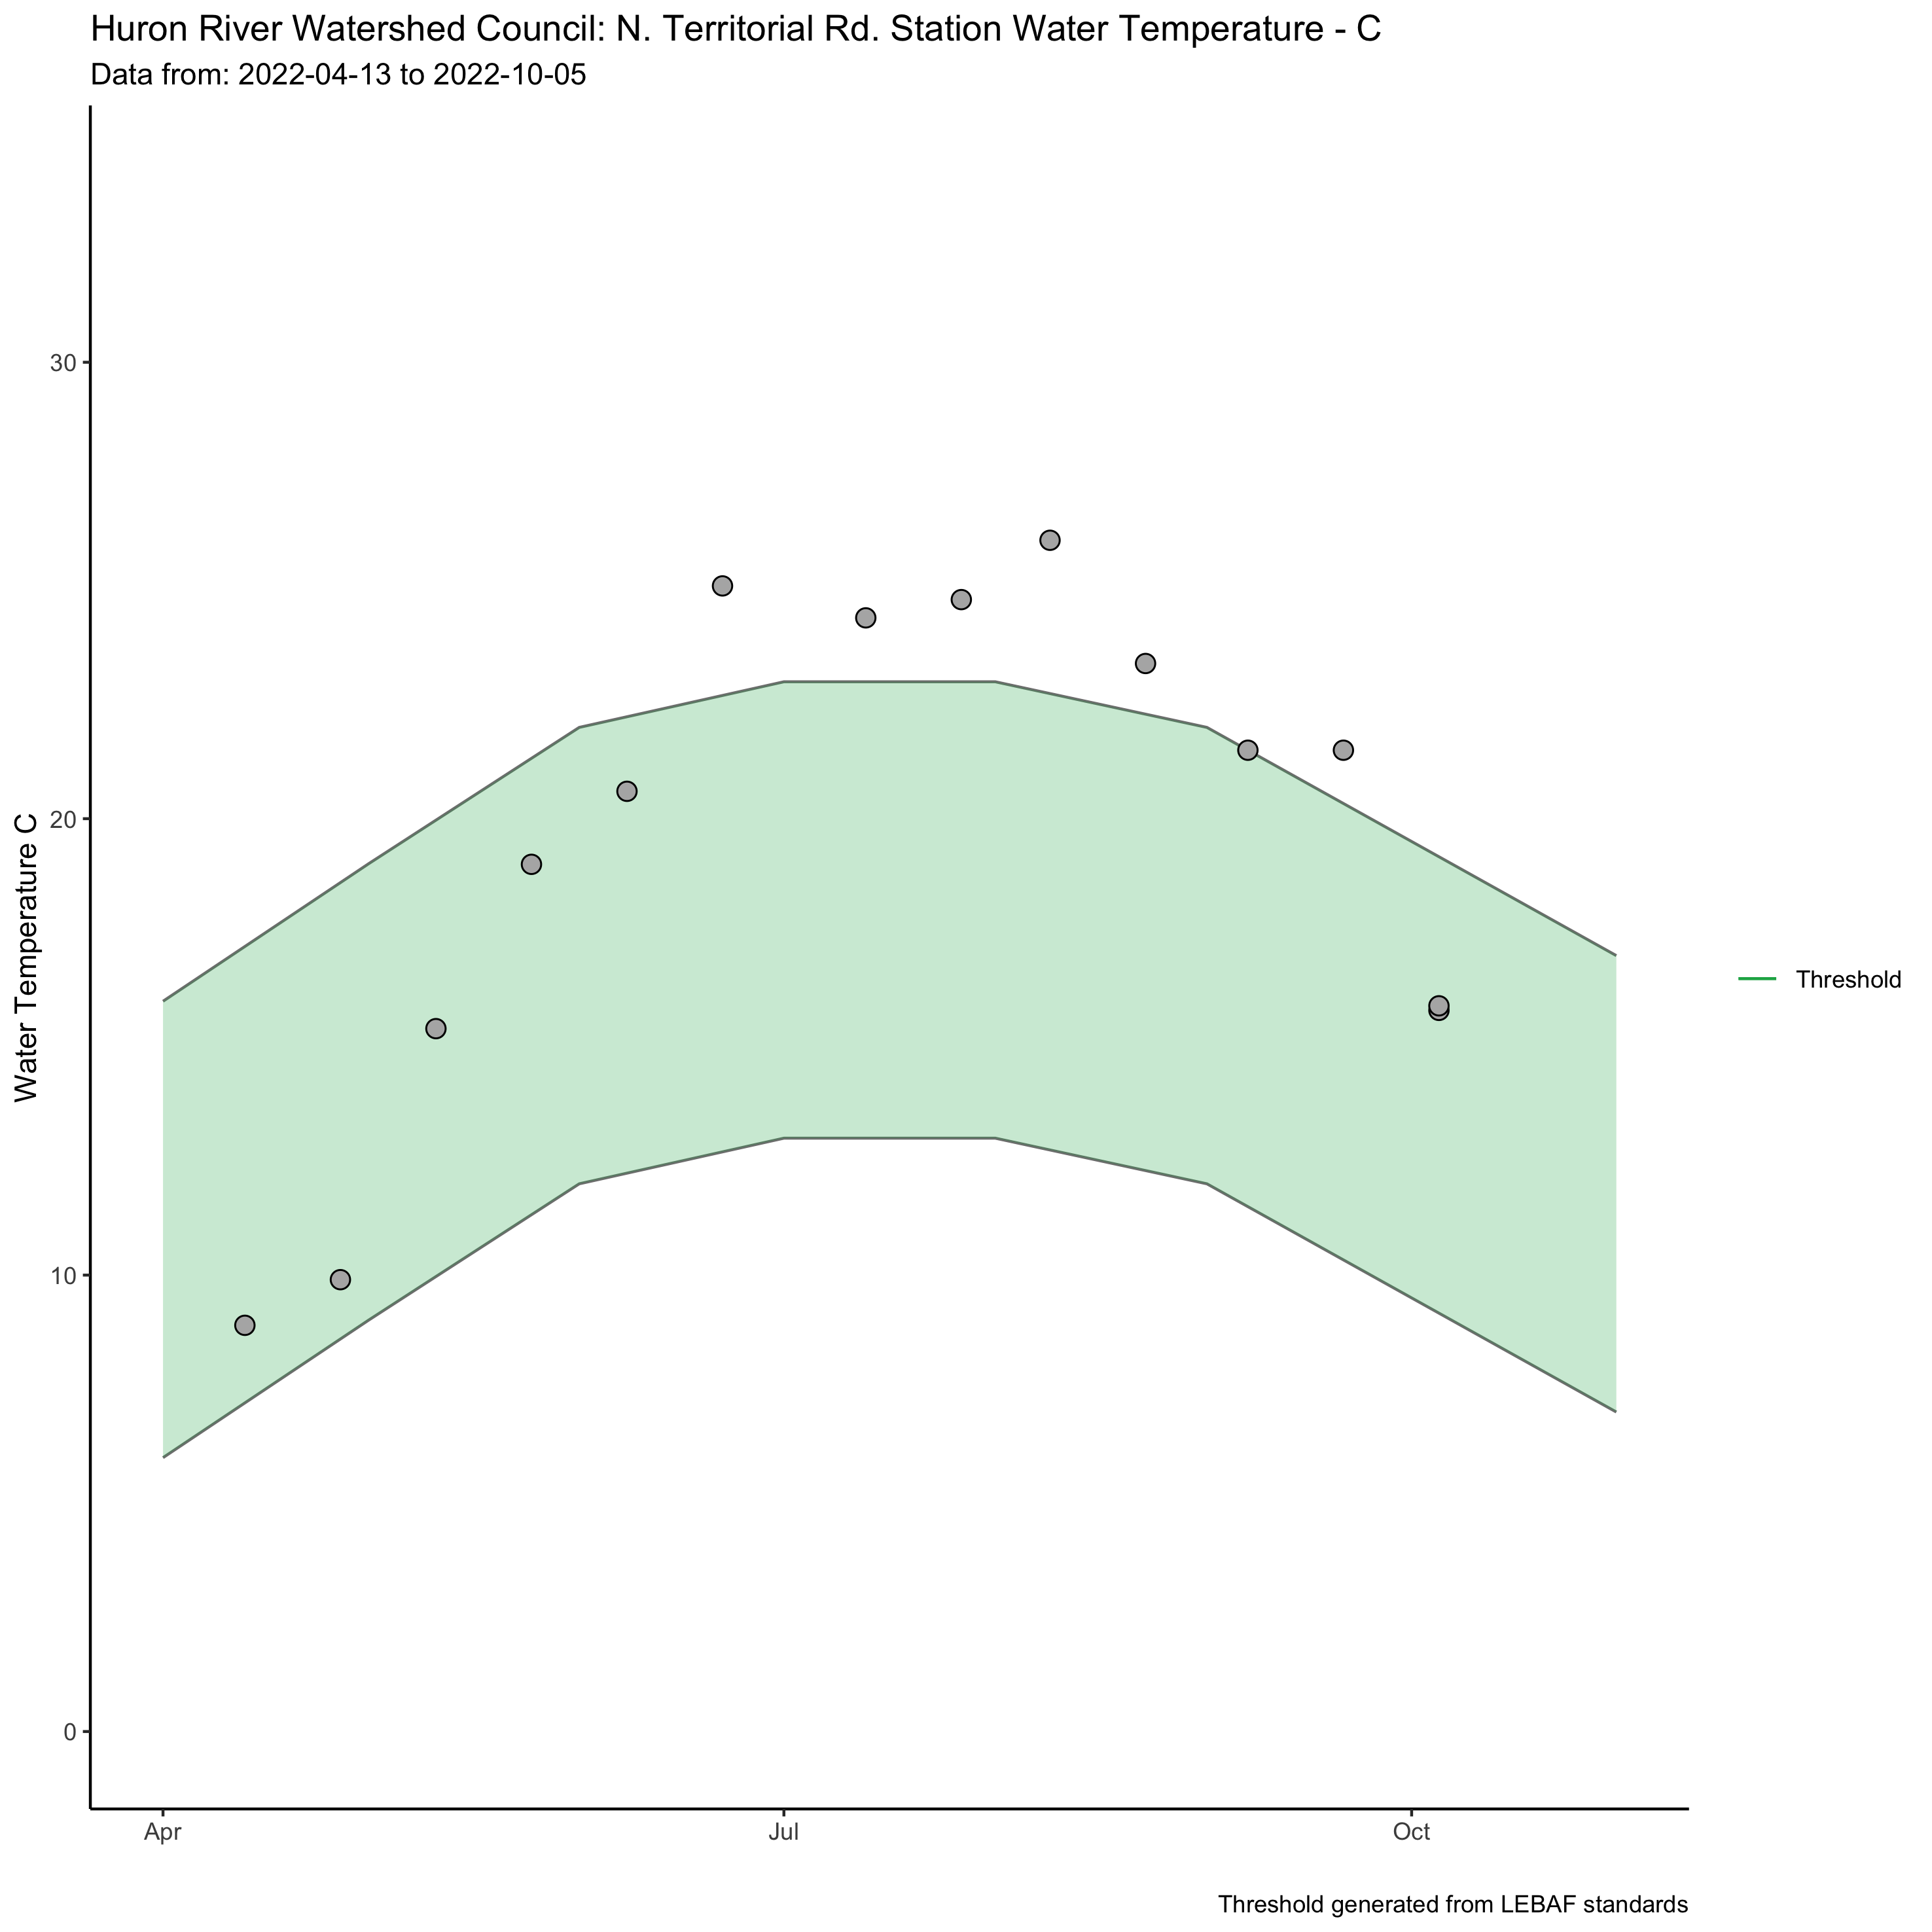 Huron River Watershed Council: N. Territorial Rd. Station Water Temperature - C
Data from: 2022-04-13 to 2022-10-05
Water Temperature C
30
20
10
0
Apr
Jul
Oct
Threshold
Threshold generated from LEBAF standards